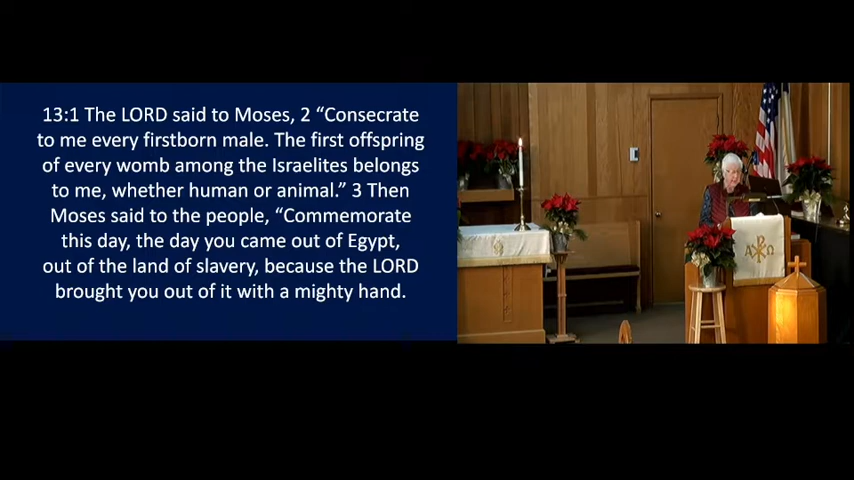 13:1 The LORD said to Moses, 2 “Consecrate
to me every firstborn male. The first offspring
of every womb among the Israelites belongs
to me, whether human or animal.” 3 Then
Moses said to the people, “Commemorate
this day, the day you came out of Egypt,
out of the land of slavery, because the LORD
brought you out of it with a mighty hand.
Α Ω